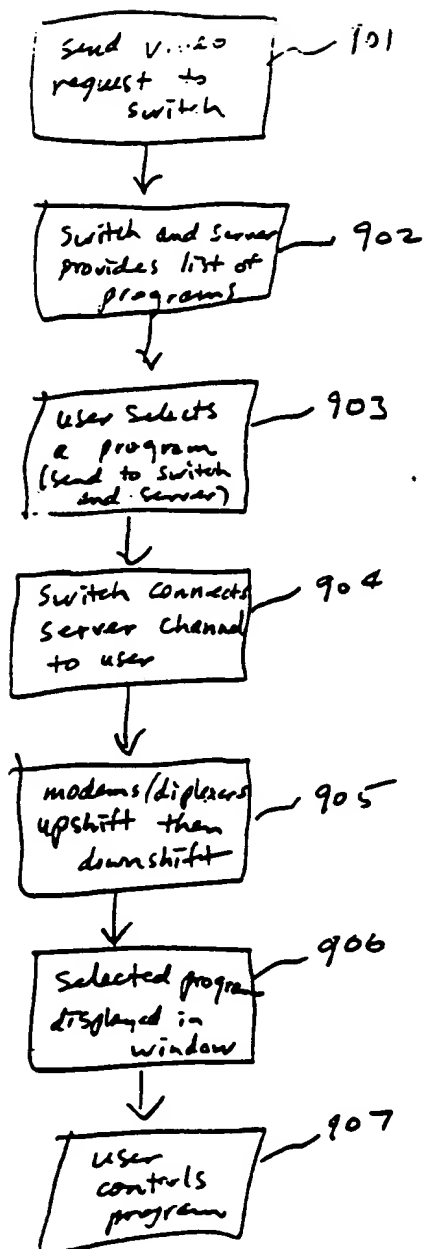 send
request to
switch
101
switch and server
provides list of
programs
902
user selects
a program
(send to switch
and server)
903
switch connects
server channel
to user
904
modems/diplexers
upshift then
downshift
905
selected program
displayed in
window
906
user
controls
program
907